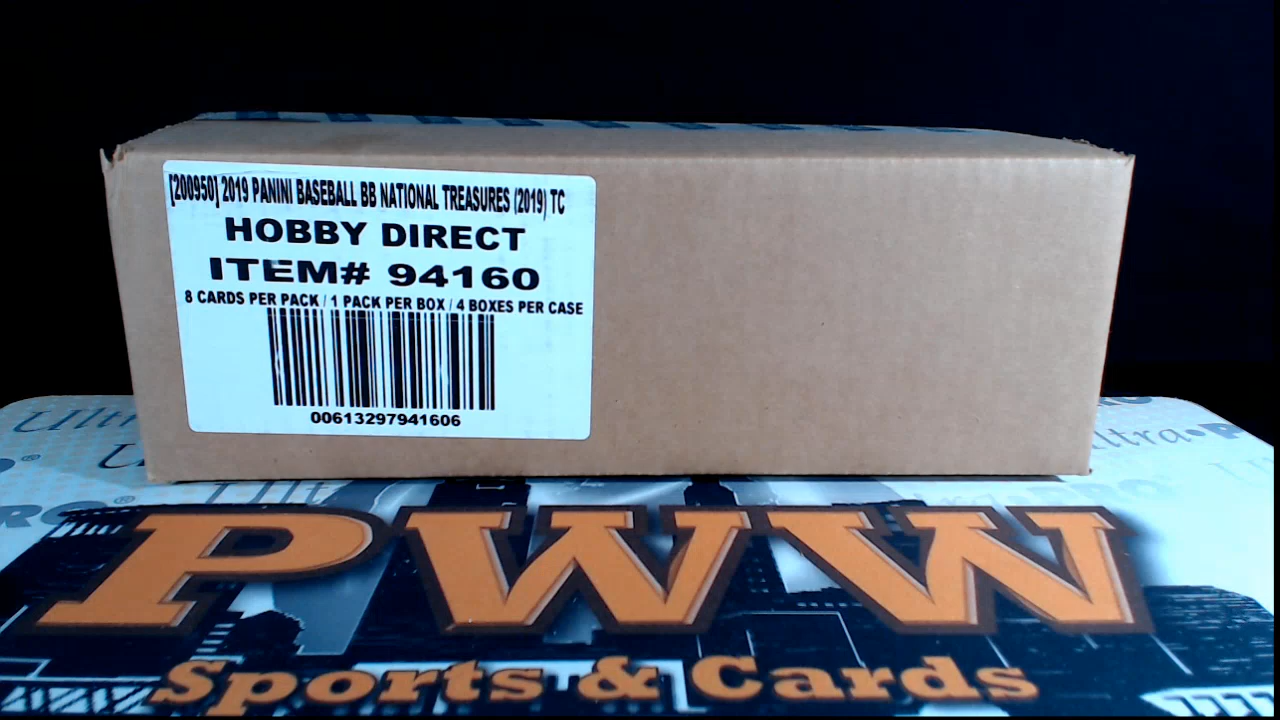 [200950] 2019 PANINI BASEBALL BB NATIONAL TREASURES (2019) TC
HOBBY DIRECT
ITEM# 94160
8 CARDS PER PACK / 1 PACK PER BOX / 4 BOXES PER CASE
00613297941606
PWW
Sports & Cards